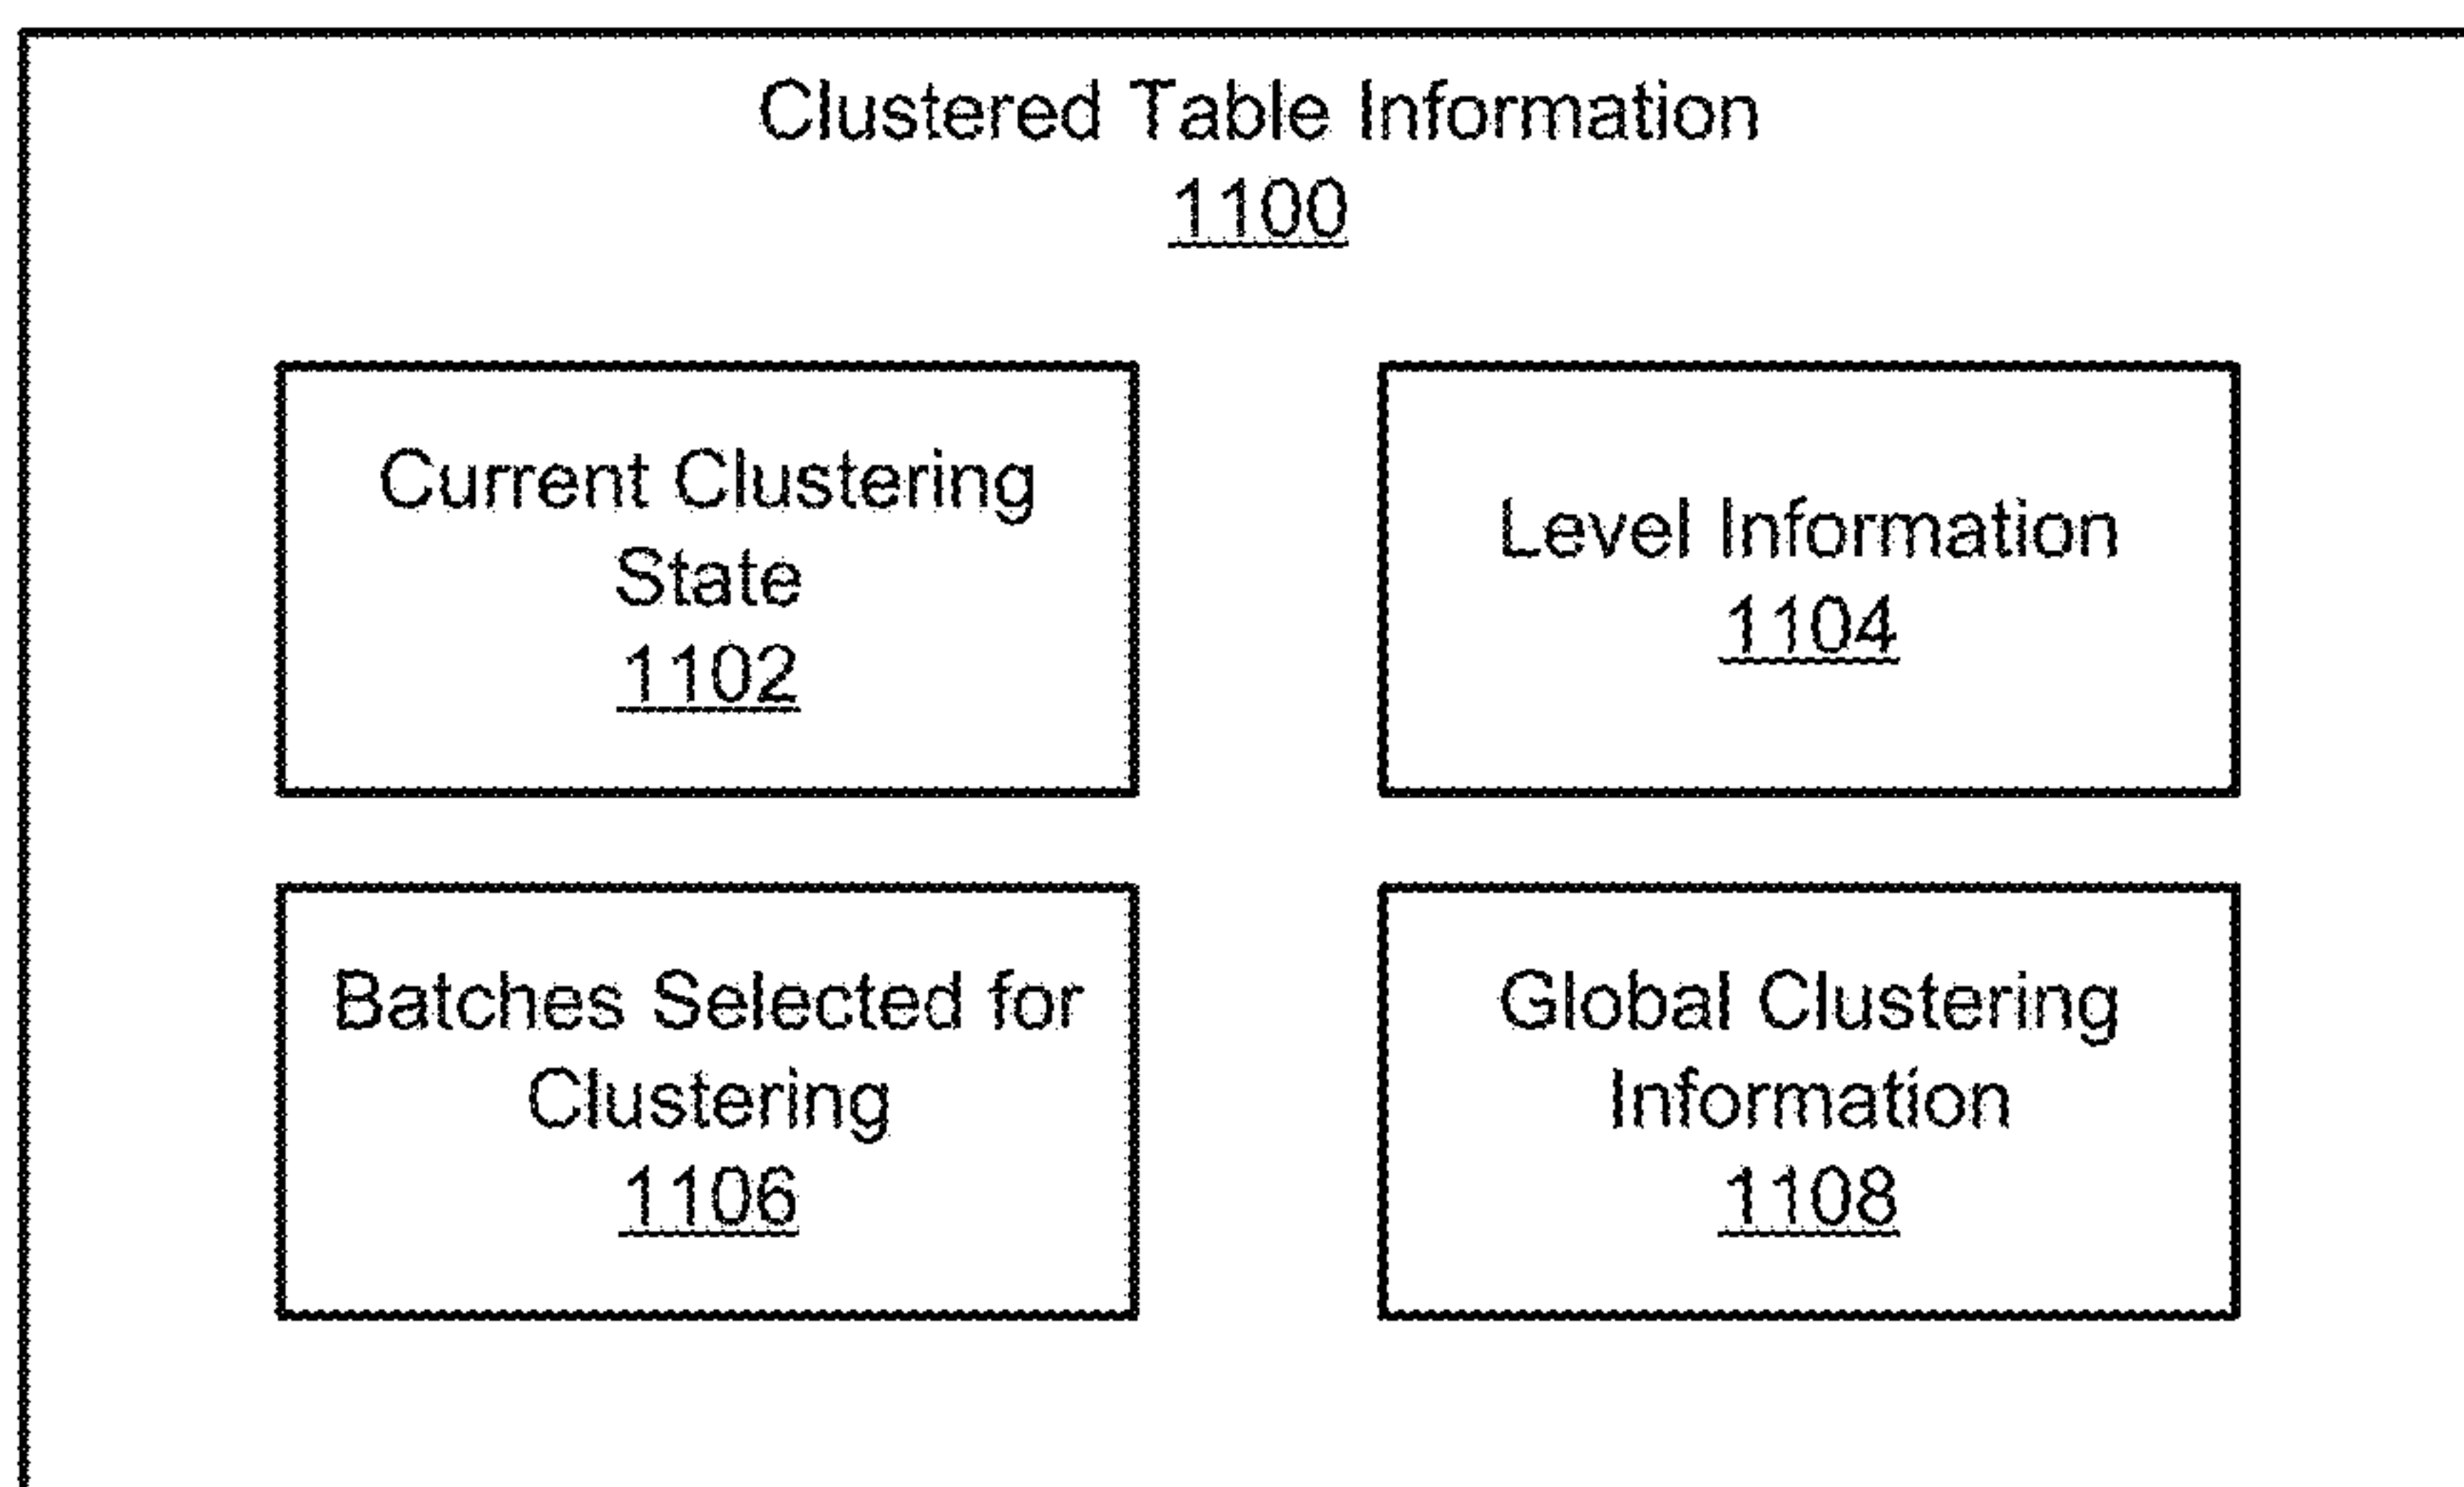 Clustered Table Information
1100
Current Clustering
State
1102
Level Information
1104
Batches Selected for
Clustering
1106
Global Clustering
Information
1108